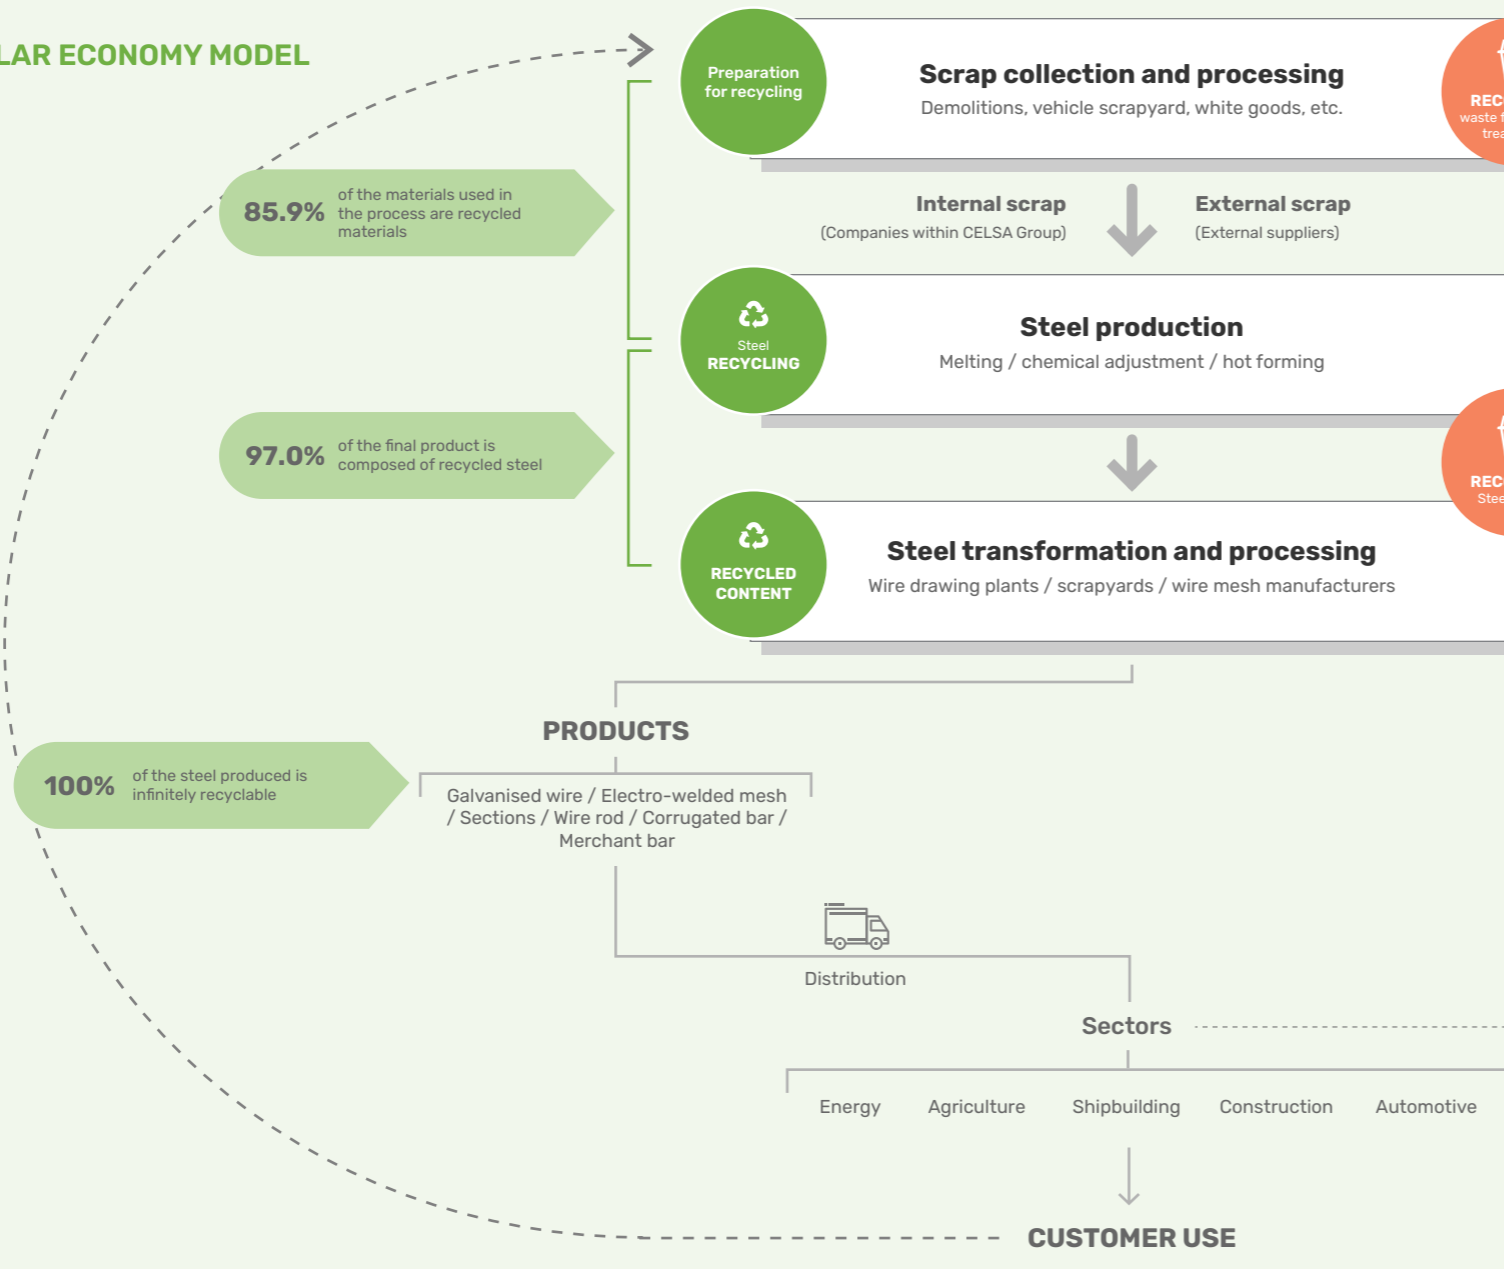 LAR ECONOMY MODEL
Preparation
for recycling
Scrap collection and processing
Demolitions, vehicle scrapyard, white goods, etc.
85.9%
of the materials used in
the process are recycled
materials
Internal scrap
(Companies within CELSA Group)
External scrap
(External suppliers)
Steel
RECYCLING
Steel production
Melting / chemical adjustment / hot forming
97.0%
of the final product is
composed of recycled steel
RECYCLED
CONTENT
Steel transformation and processing
Wire drawing plants / scrapyards / wire mesh manufacturers
waste
Stee
PRODUCTS
100%
of the steel produced is
infinitely recyclable
Galvanised wire / Electro-welded mesh
/ Sections / Wire rod / Corrugated bar /
Merchant bar
Distribution
Sectors
Energy
Agriculture
Shipbuilding
Construction
Automotive
CUSTOMER USE